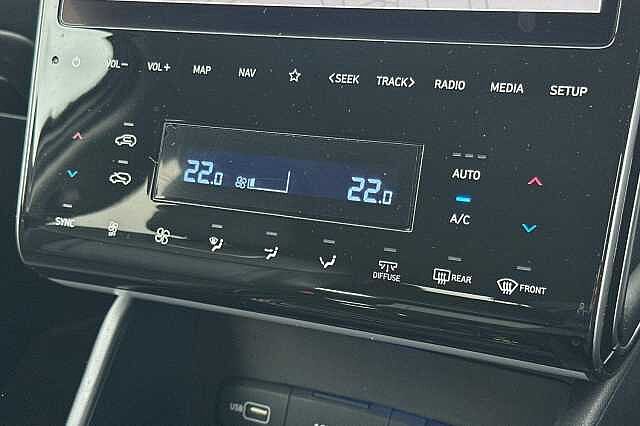 VOL− VOL+ MAP NAV <SEEK TRACK> RADIO MEDIA SETUP
22.0 22.0
AUTO
A/C
SYNC
DIFFUSE REAR FRONT
USB